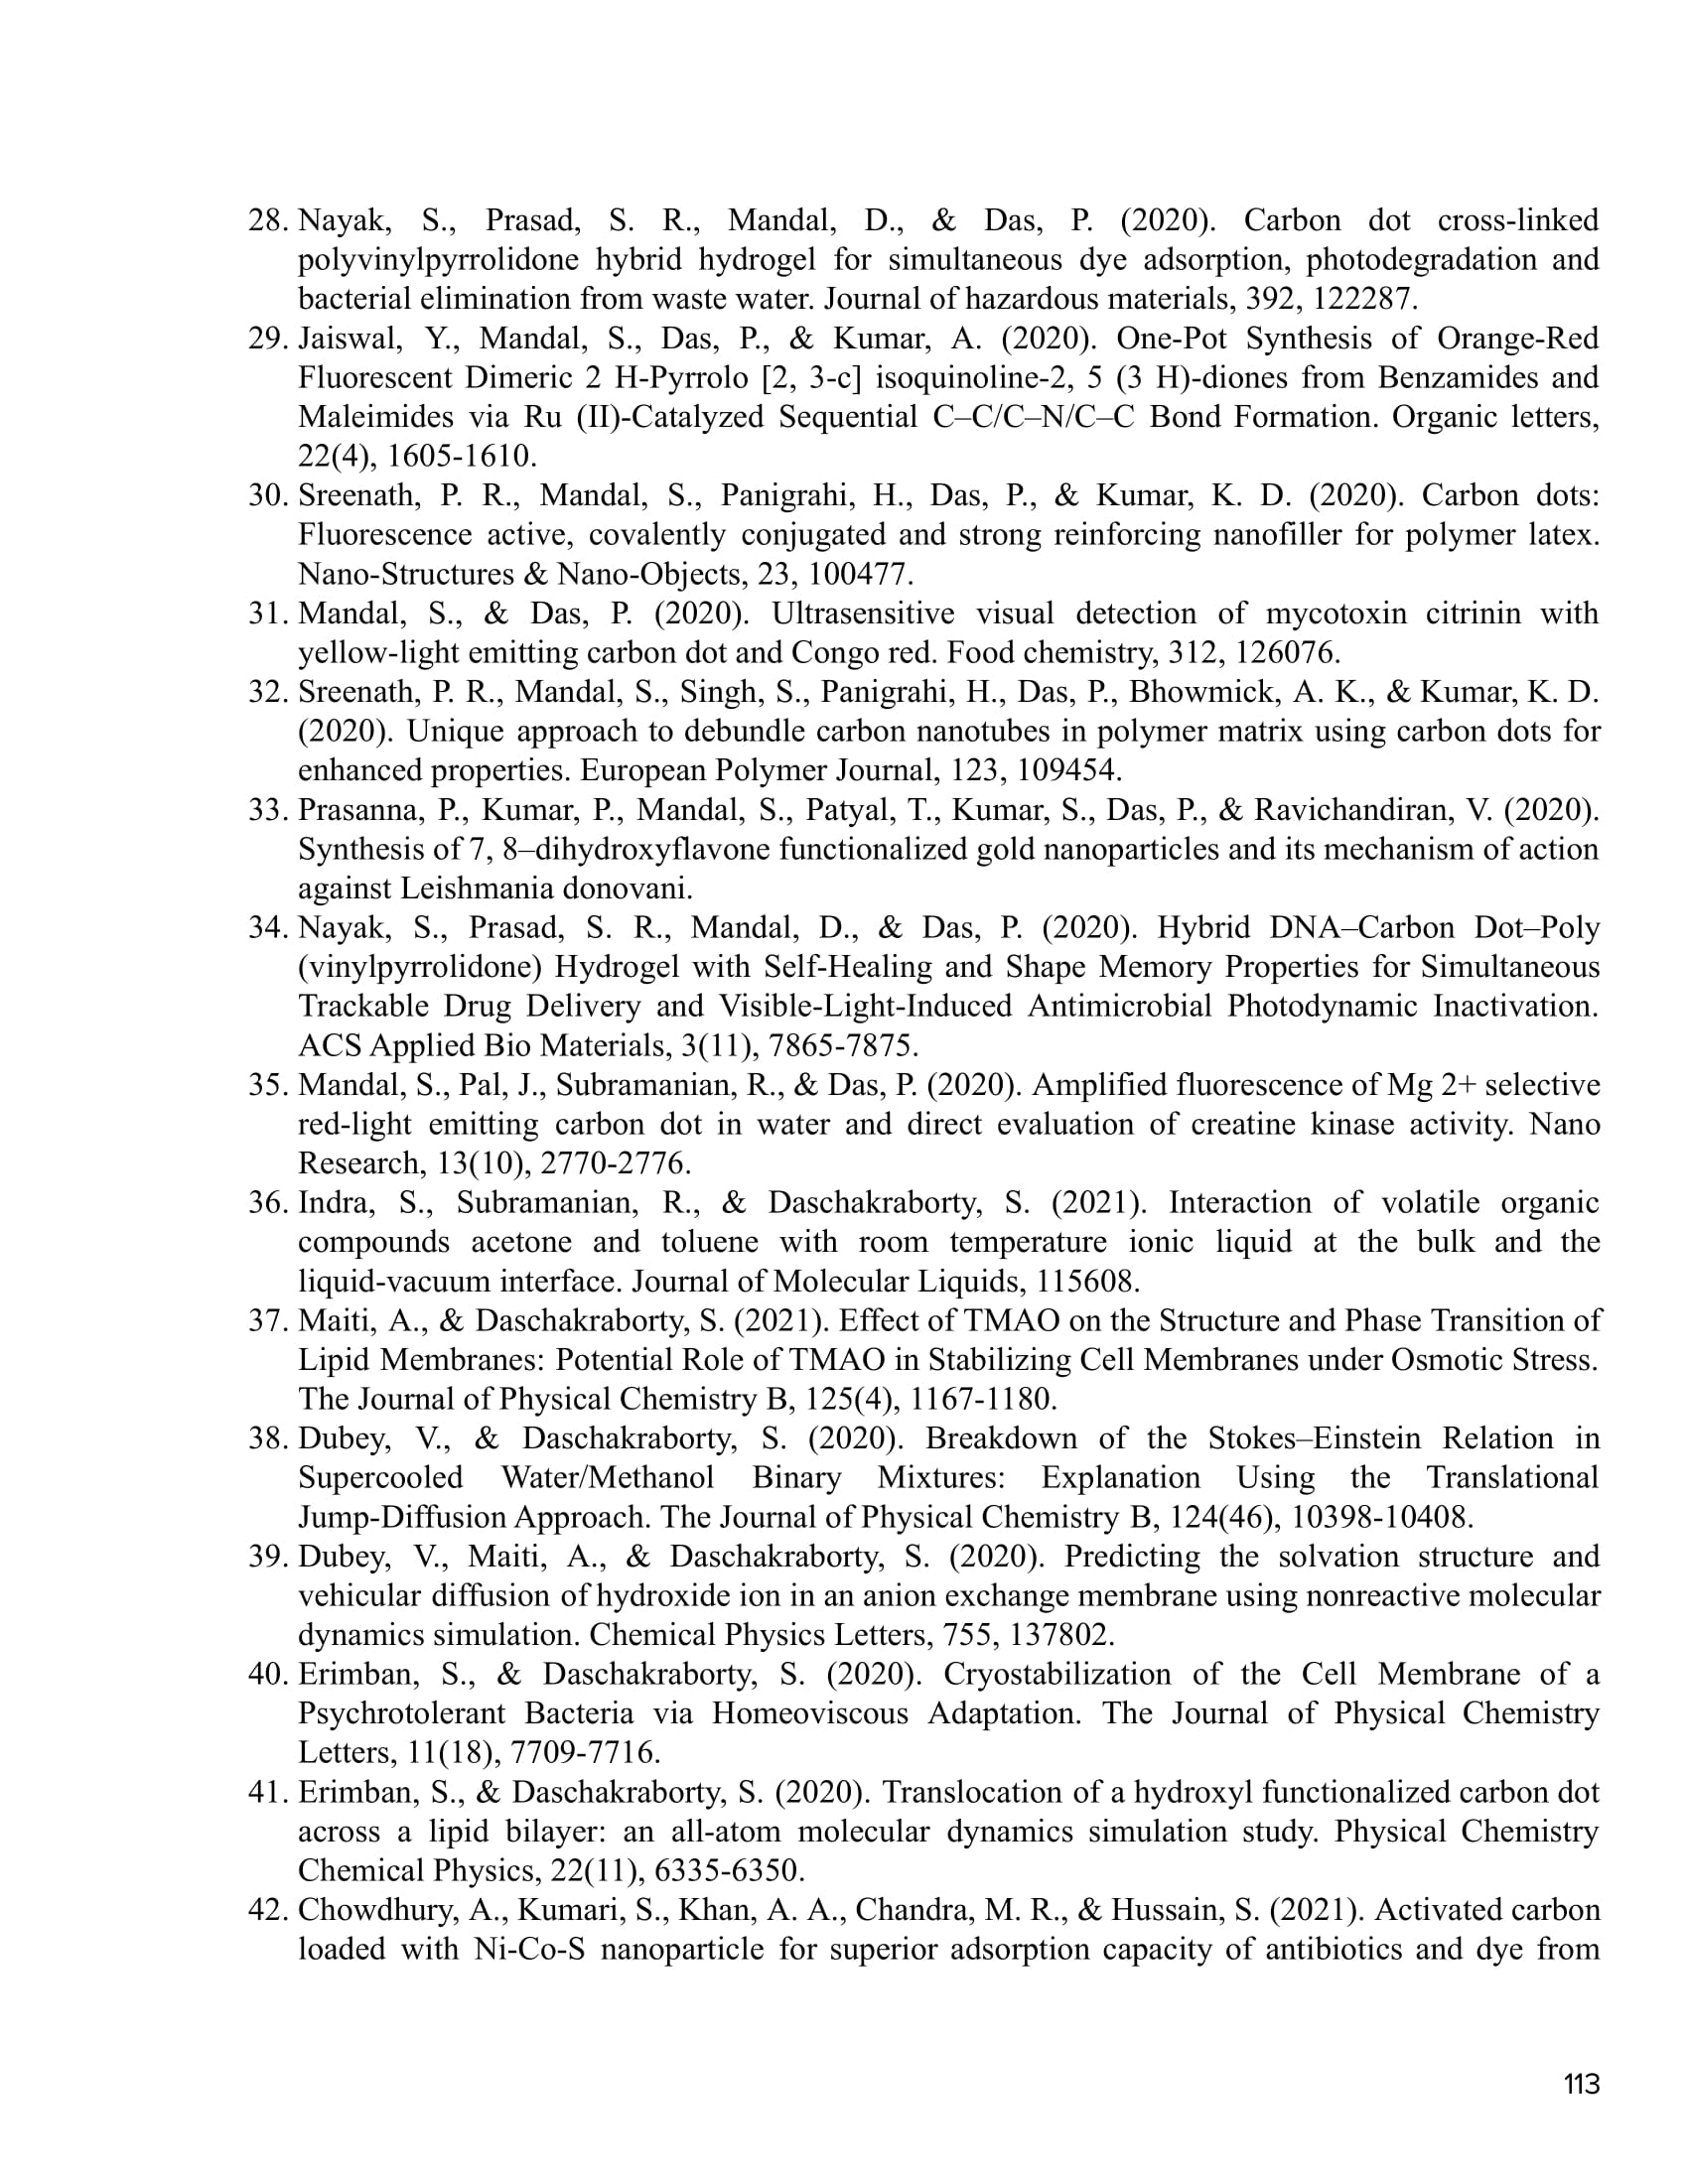 28. Nayak, S., Prasad, S. R., Mandal, D., & Das, P. (2020). Carbon dot cross-linked
polyvinylpyrrolidone hybrid hydrogel for simultaneous dye adsorption, photodegradation and
bacterial elimination from waste water. Journal of hazardous materials, 392, 122287.
29. Jaiswal, Y., Mandal, S., Das, P., & Kumar, A. (2020). One-Pot Synthesis of Orange-Red
Fluorescent Dimeric 2 H-Pyrrolo [2, 3-c] isoquinoline-2, 5 (3 H)-diones from Benzamides and
Maleimides via Ru (II)-Catalyzed Sequential C–C/C–N/C–C Bond Formation. Organic letters,
22(4), 1605-1610.
30. Sreenath, P. R., Mandal, S., Panigrahi, H., Das, P., & Kumar, K. D. (2020). Carbon dots:
Fluorescence active, covalently conjugated and strong reinforcing nanofiller for polymer latex.
Nano-Structures & Nano-Objects, 23, 100477.
31. Mandal, S., & Das, P. (2020). Ultrasensitive visual detection of mycotoxin citrinin with
yellow-light emitting carbon dot and Congo red. Food chemistry, 312, 126076.
32. Sreenath, P. R., Mandal, S., Singh, S., Panigrahi, H., Das, P., Bhowmick, A. K., & Kumar, K. D.
(2020). Unique approach to debundle carbon nanotubes in polymer matrix using carbon dots for
enhanced properties. European Polymer Journal, 123, 109454.
33. Prasanna, P., Kumar, P., Mandal, S., Patyal, T., Kumar, S., Das, P., & Ravichandiran, V. (2020).
Synthesis of 7, 8–dihydroxyflavone functionalized gold nanoparticles and its mechanism of action
against Leishmania donovani.
34. Nayak, S., Prasad, S. R., Mandal, D., & Das, P. (2020). Hybrid DNA–Carbon Dot–Poly
(vinylpyrrolidone) Hydrogel with Self-Healing and Shape Memory Properties for Simultaneous
Trackable Drug Delivery and Visible-Light-Induced Antimicrobial Photodynamic Inactivation.
ACS Applied Bio Materials, 3(11), 7865-7875.
35. Mandal, S., Pal, J., Subramanian, R., & Das, P. (2020). Amplified fluorescence of Mg 2+ selective
red-light emitting carbon dot in water and direct evaluation of creatine kinase activity. Nano
Research, 13(10), 2770-2776.
36. Indra, S., Subramanian, R., & Daschakraborty, S. (2021). Interaction of volatile organic
compounds acetone and toluene with room temperature ionic liquid at the bulk and the
liquid-vacuum interface. Journal of Molecular Liquids, 115608.
37. Maiti, A., & Daschakraborty, S. (2021). Effect of TMAO on the Structure and Phase Transition of
Lipid Membranes: Potential Role of TMAO in Stabilizing Cell Membranes under Osmotic Stress.
The Journal of Physical Chemistry B, 125(4), 1167-1180.
38. Dubey, V., & Daschakraborty, S. (2020). Breakdown of the Stokes–Einstein Relation in
Supercooled Water/Methanol Binary Mixtures: Explanation Using the Translational
Jump-Diffusion Approach. The Journal of Physical Chemistry B, 124(46), 10398-10408.
39. Dubey, V., Maiti, A., & Daschakraborty, S. (2020). Predicting the solvation structure and
vehicular diffusion of hydroxide ion in an anion exchange membrane using nonreactive molecular
dynamics simulation. Chemical Physics Letters, 755, 137802.
40. Erimban, S., & Daschakraborty, S. (2020). Cryostabilization of the Cell Membrane of a
Psychrotolerant Bacteria via Homeoviscous Adaptation. The Journal of Physical Chemistry
Letters, 11(18), 7709-7716.
41. Erimban, S., & Daschakraborty, S. (2020). Translocation of a hydroxyl functionalized carbon dot
across a lipid bilayer: an all-atom molecular dynamics simulation study. Physical Chemistry
Chemical Physics, 22(11), 6335-6350.
42. Chowdhury, A., Kumari, S., Khan, A. A., Chandra, M. R., & Hussain, S. (2021). Activated carbon
loaded with Ni-Co-S nanoparticle for superior adsorption capacity of antibiotics and dye from
113